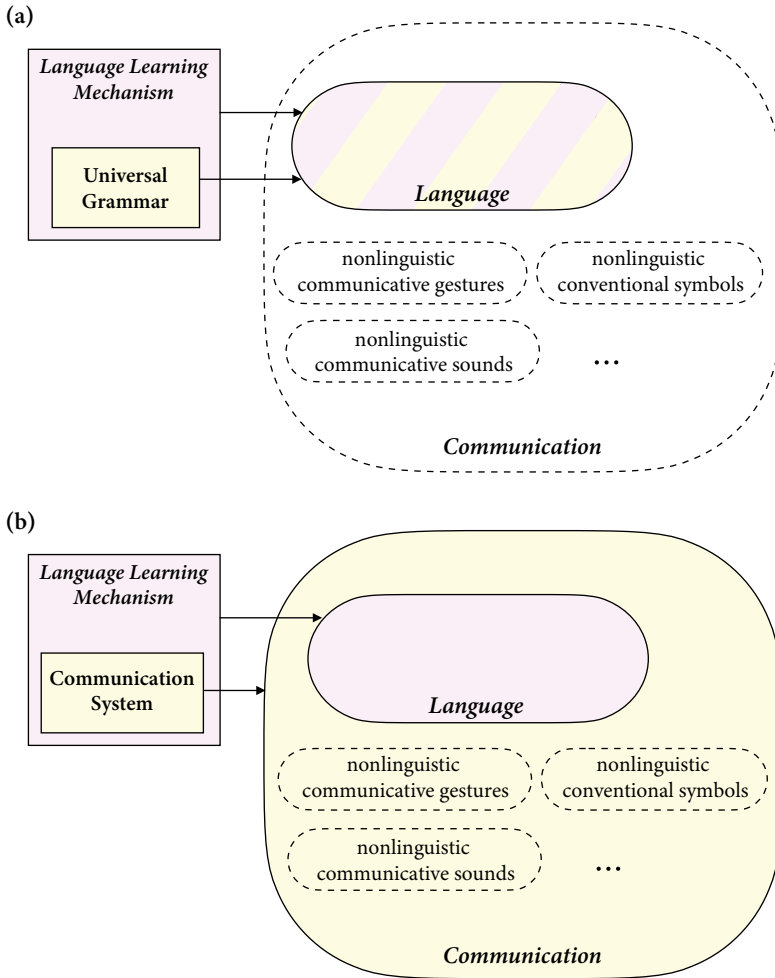 (a)
Language Learning
Mechanism
Universal
Grammar
Language
nonlinguistic
communicative gestures
nonlinguistic
conventional symbols
nonlinguistic
communicative sounds
...
Communication
(b)
Language Learning
Mechanism
Communication
System
Language
nonlinguistic
communicative gestures
nonlinguistic
conventional symbols
nonlinguistic
communicative sounds
...
Communication